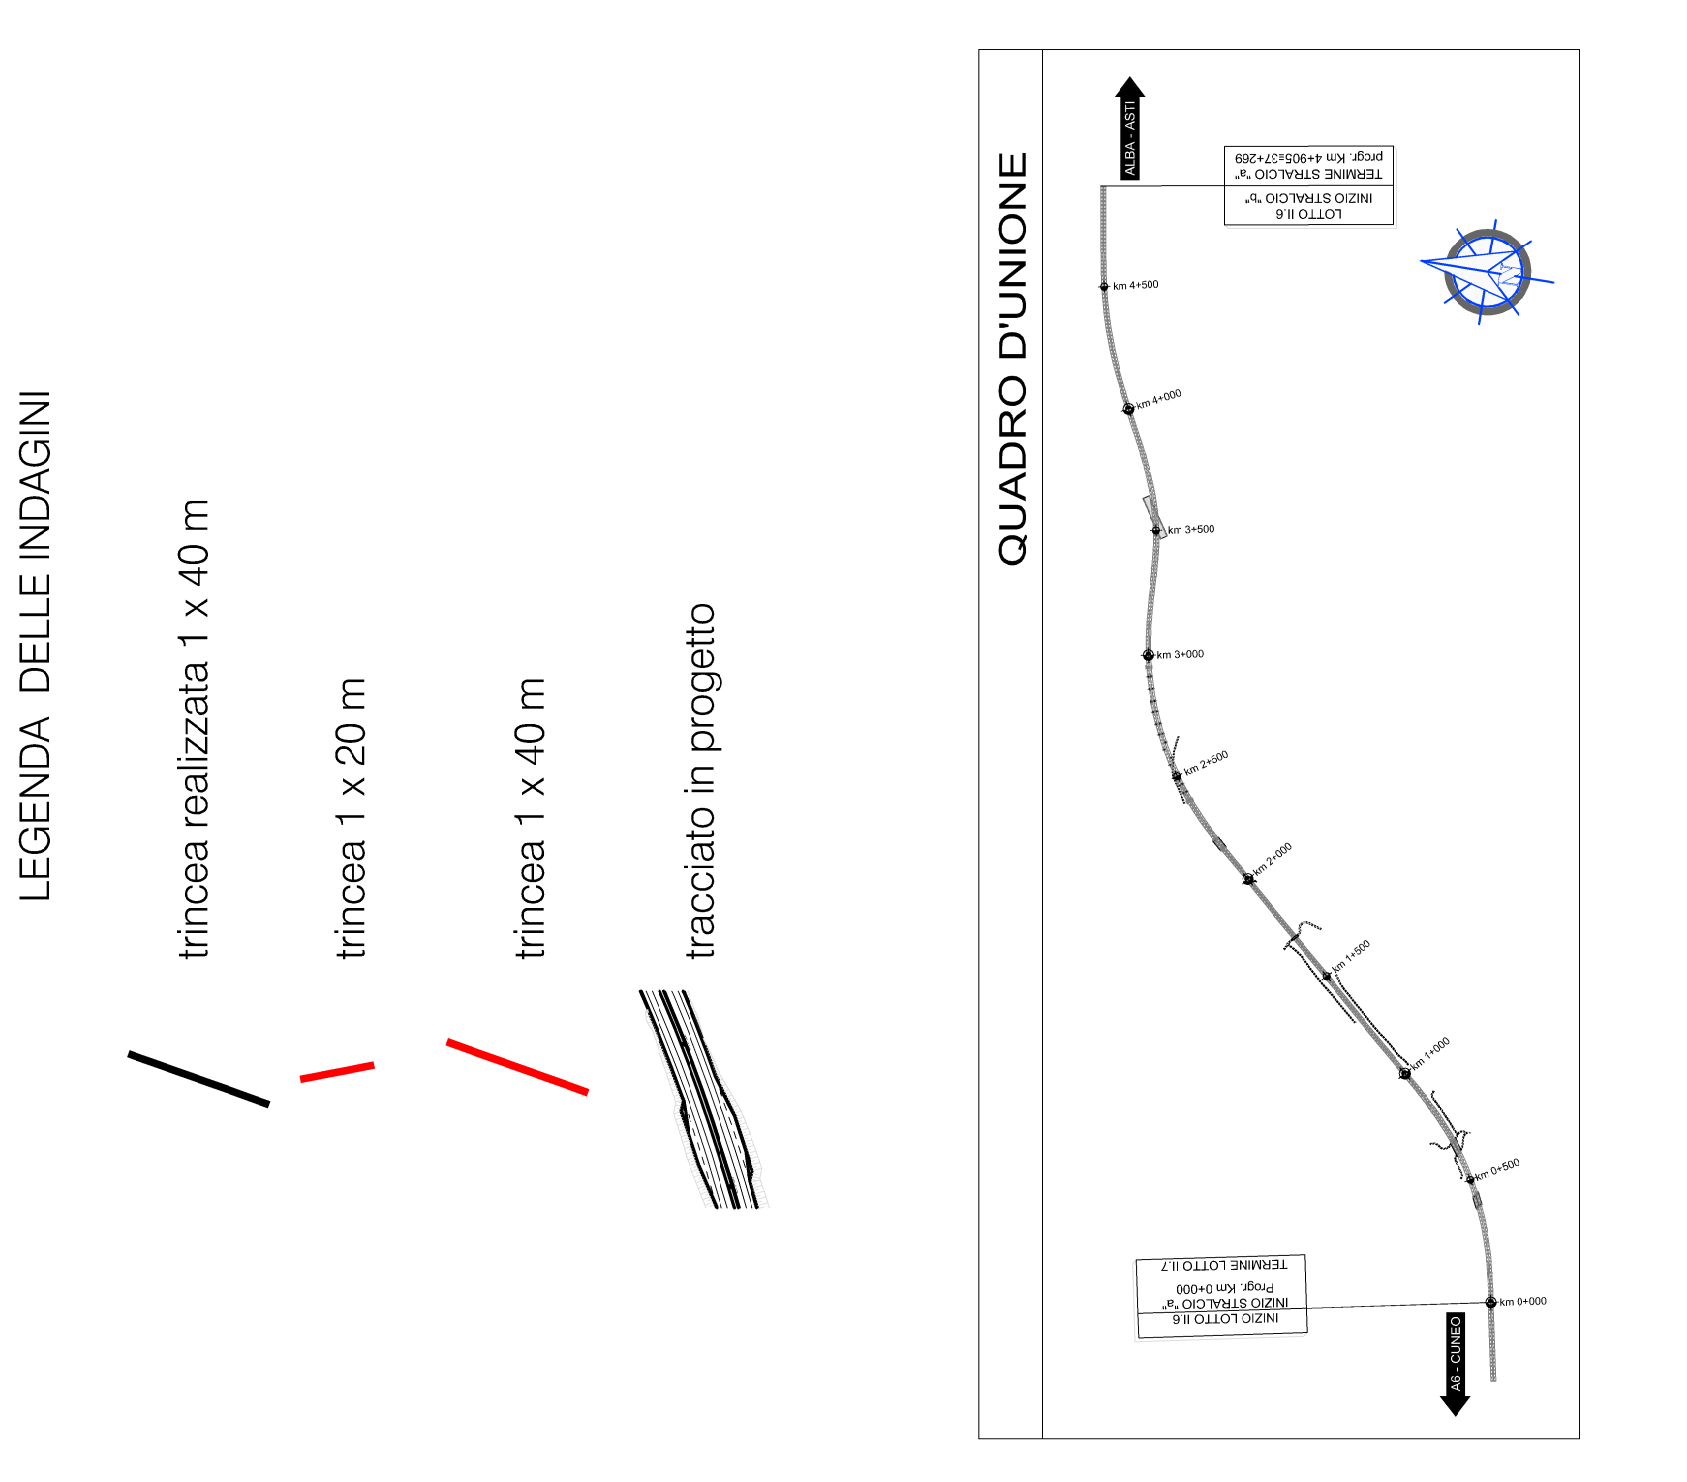 LEGENDA DELLE INDAGINI
trincea realizzata 1 x 40 m
trincea 1 x 20 m
trincea 1 x 40 m
tracciato in progetto
QUADRO D'UNIONE
ALBA - ASTI
LOTTO II.6
INIZIO STRALCIO "b"
TERMINE STRALCIO "a"
progr. Km 4+905=37+269
km 4+500
km 4+000
km 3+500
km 3+000
km 2+500
km 2+000
km 1+500
km 1+000
km 0+500
km 0+000
INIZIO LOTTO II.6
INIZIO STRALCIO "a"
Progr. Km 0+000
TERMINE LOTTO II.7
A6 - CUNEO